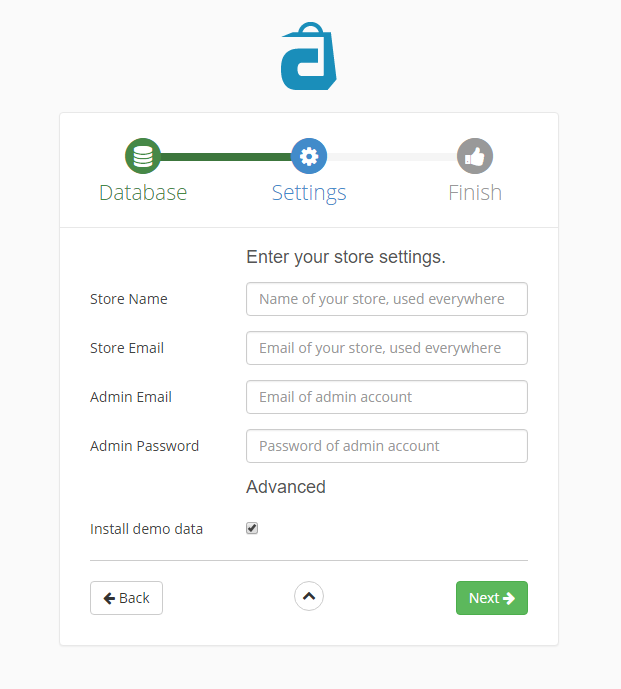 Database Settings Finish
Enter your store settings.
Store Name Name of your store, used everywhere
Store Email Email of your store, used everywhere
Admin Email Email of admin account
Admin Password Password of admin account
Advanced
Install demo data
Back Next